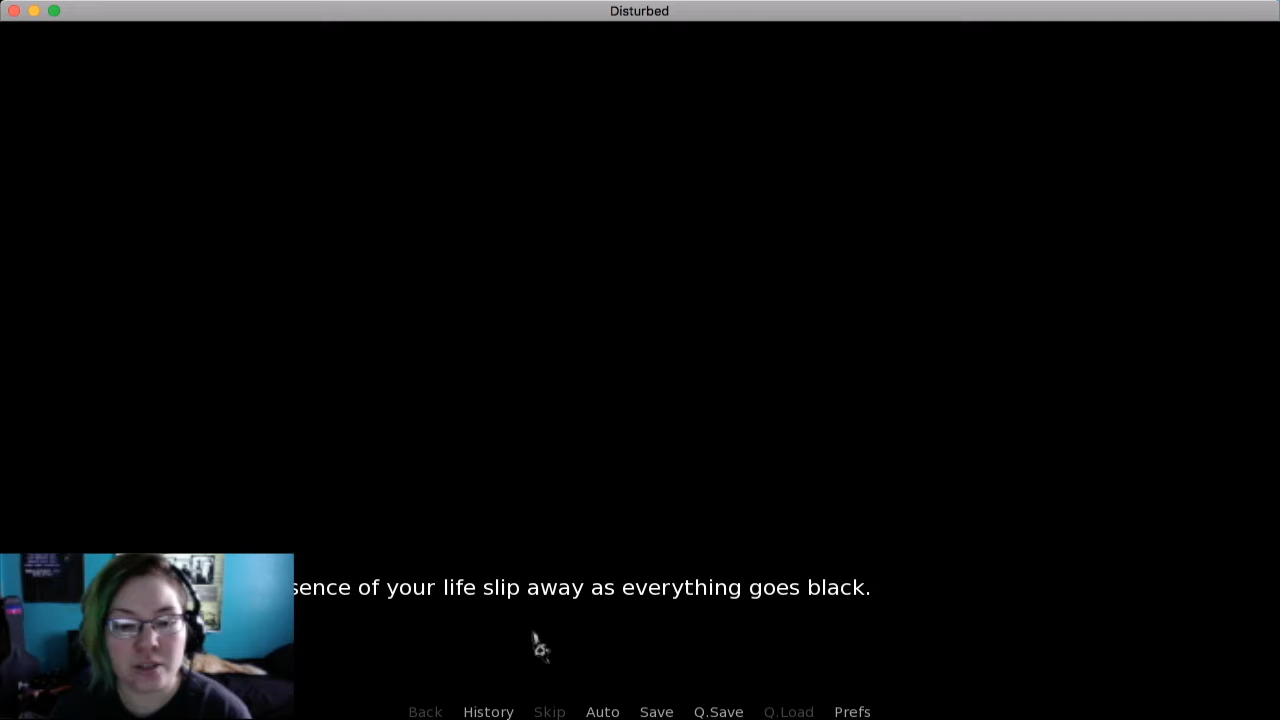 Disturbed
sence of your life slip away as everything goes black.
Back History Skip Auto Save Q.Save Q.Load Prefs